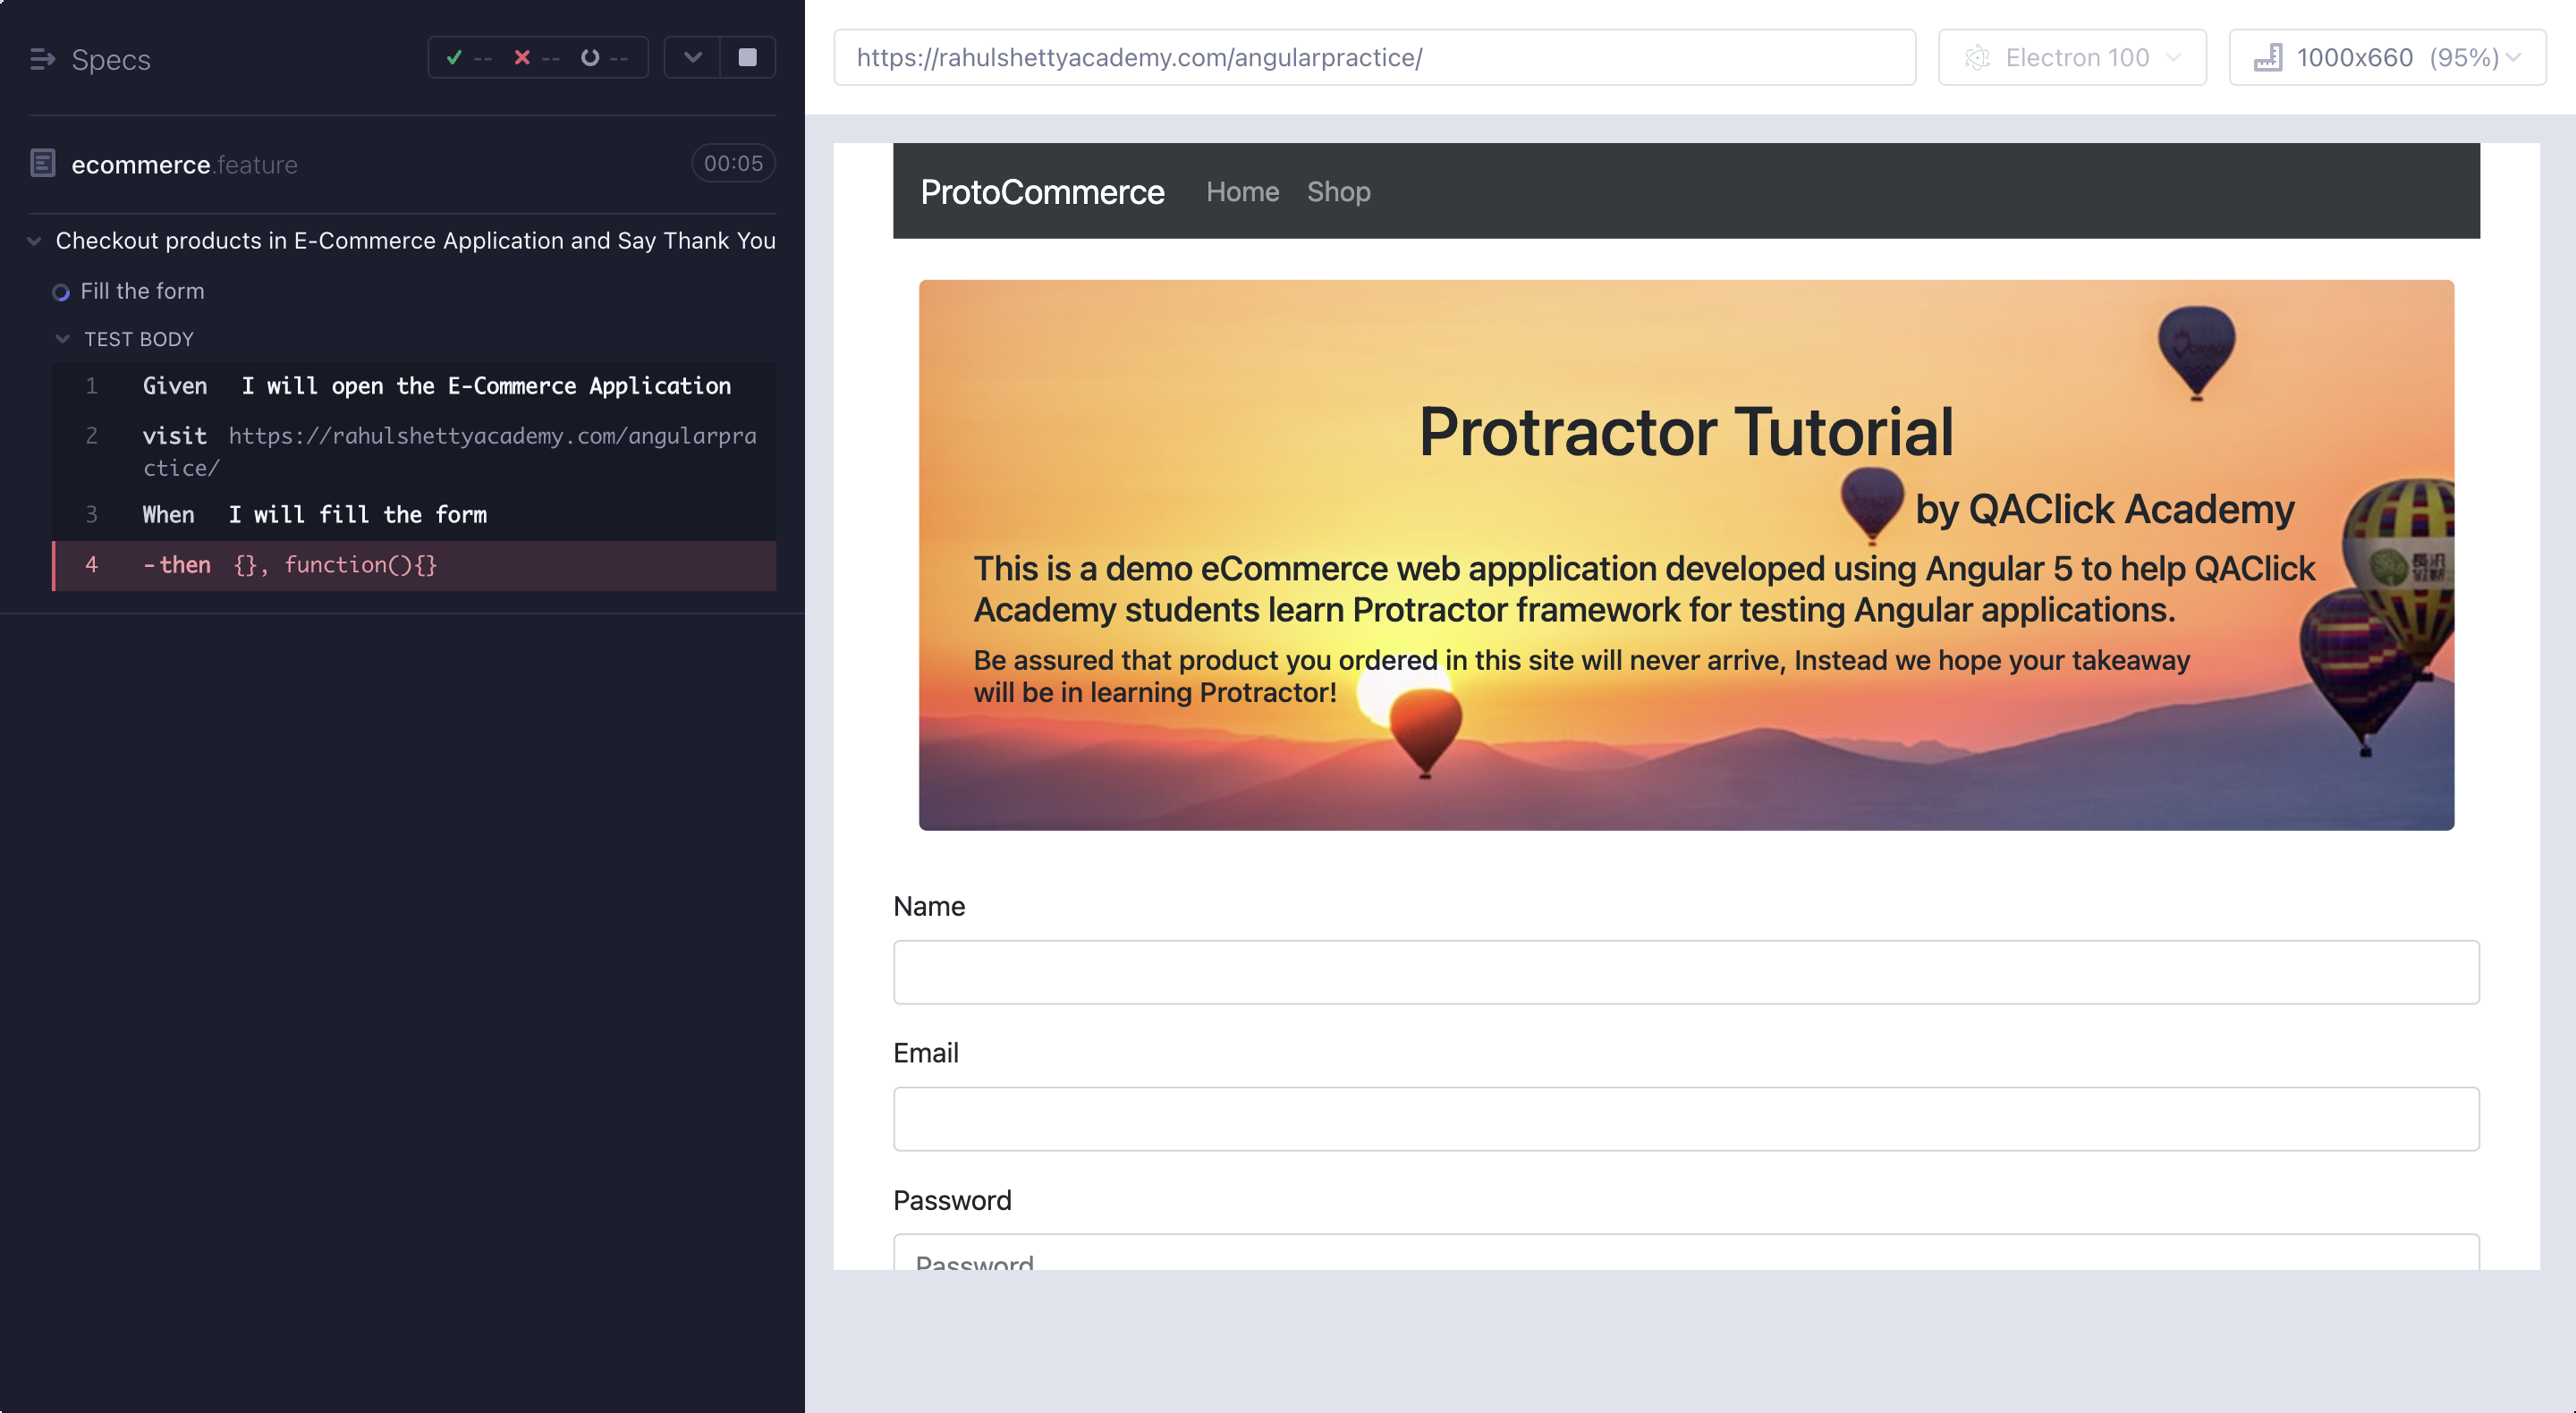 Specs
-- -- --
ecommerce.feature
00:05
Checkout products in E-Commerce Application and Say Thank You
Fill the form
TEST BODY
1 Given I will open the E-Commerce Application
2 visit https://rahulshettyacademy.com/angularpra
ctice/
3 When I will fill the form
4 -then {}, function(){}
https://rahulshettyacademy.com/angularpractice/
Electron 100
1000x660 (95%)
ProtoCommerce Home Shop
Protractor Tutorial
by QAClick Academy
This is a demo eCommerce web appplication developed using Angular 5 to help QAClick
Academy students learn Protractor framework for testing Angular applications.
Be assured that product you ordered in this site will never arrive, Instead we hope your takeaway
will be in learning Protractor!
Name
Email
Password
Password